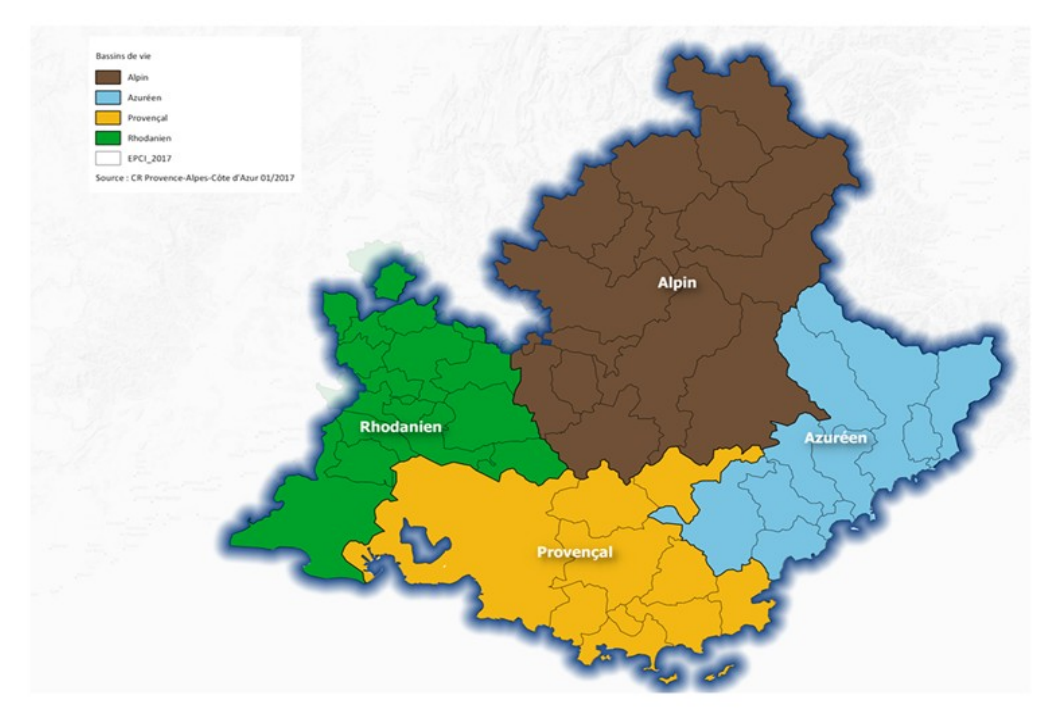 Bassins de vie
Alpin
Azuréen
Provençal
Rhodanien
EPCI_2017
Source : CR Provence-Alpes-Côte d'Azur 01/2017
Alpin
Rhodanien
Azuréen
Provençal